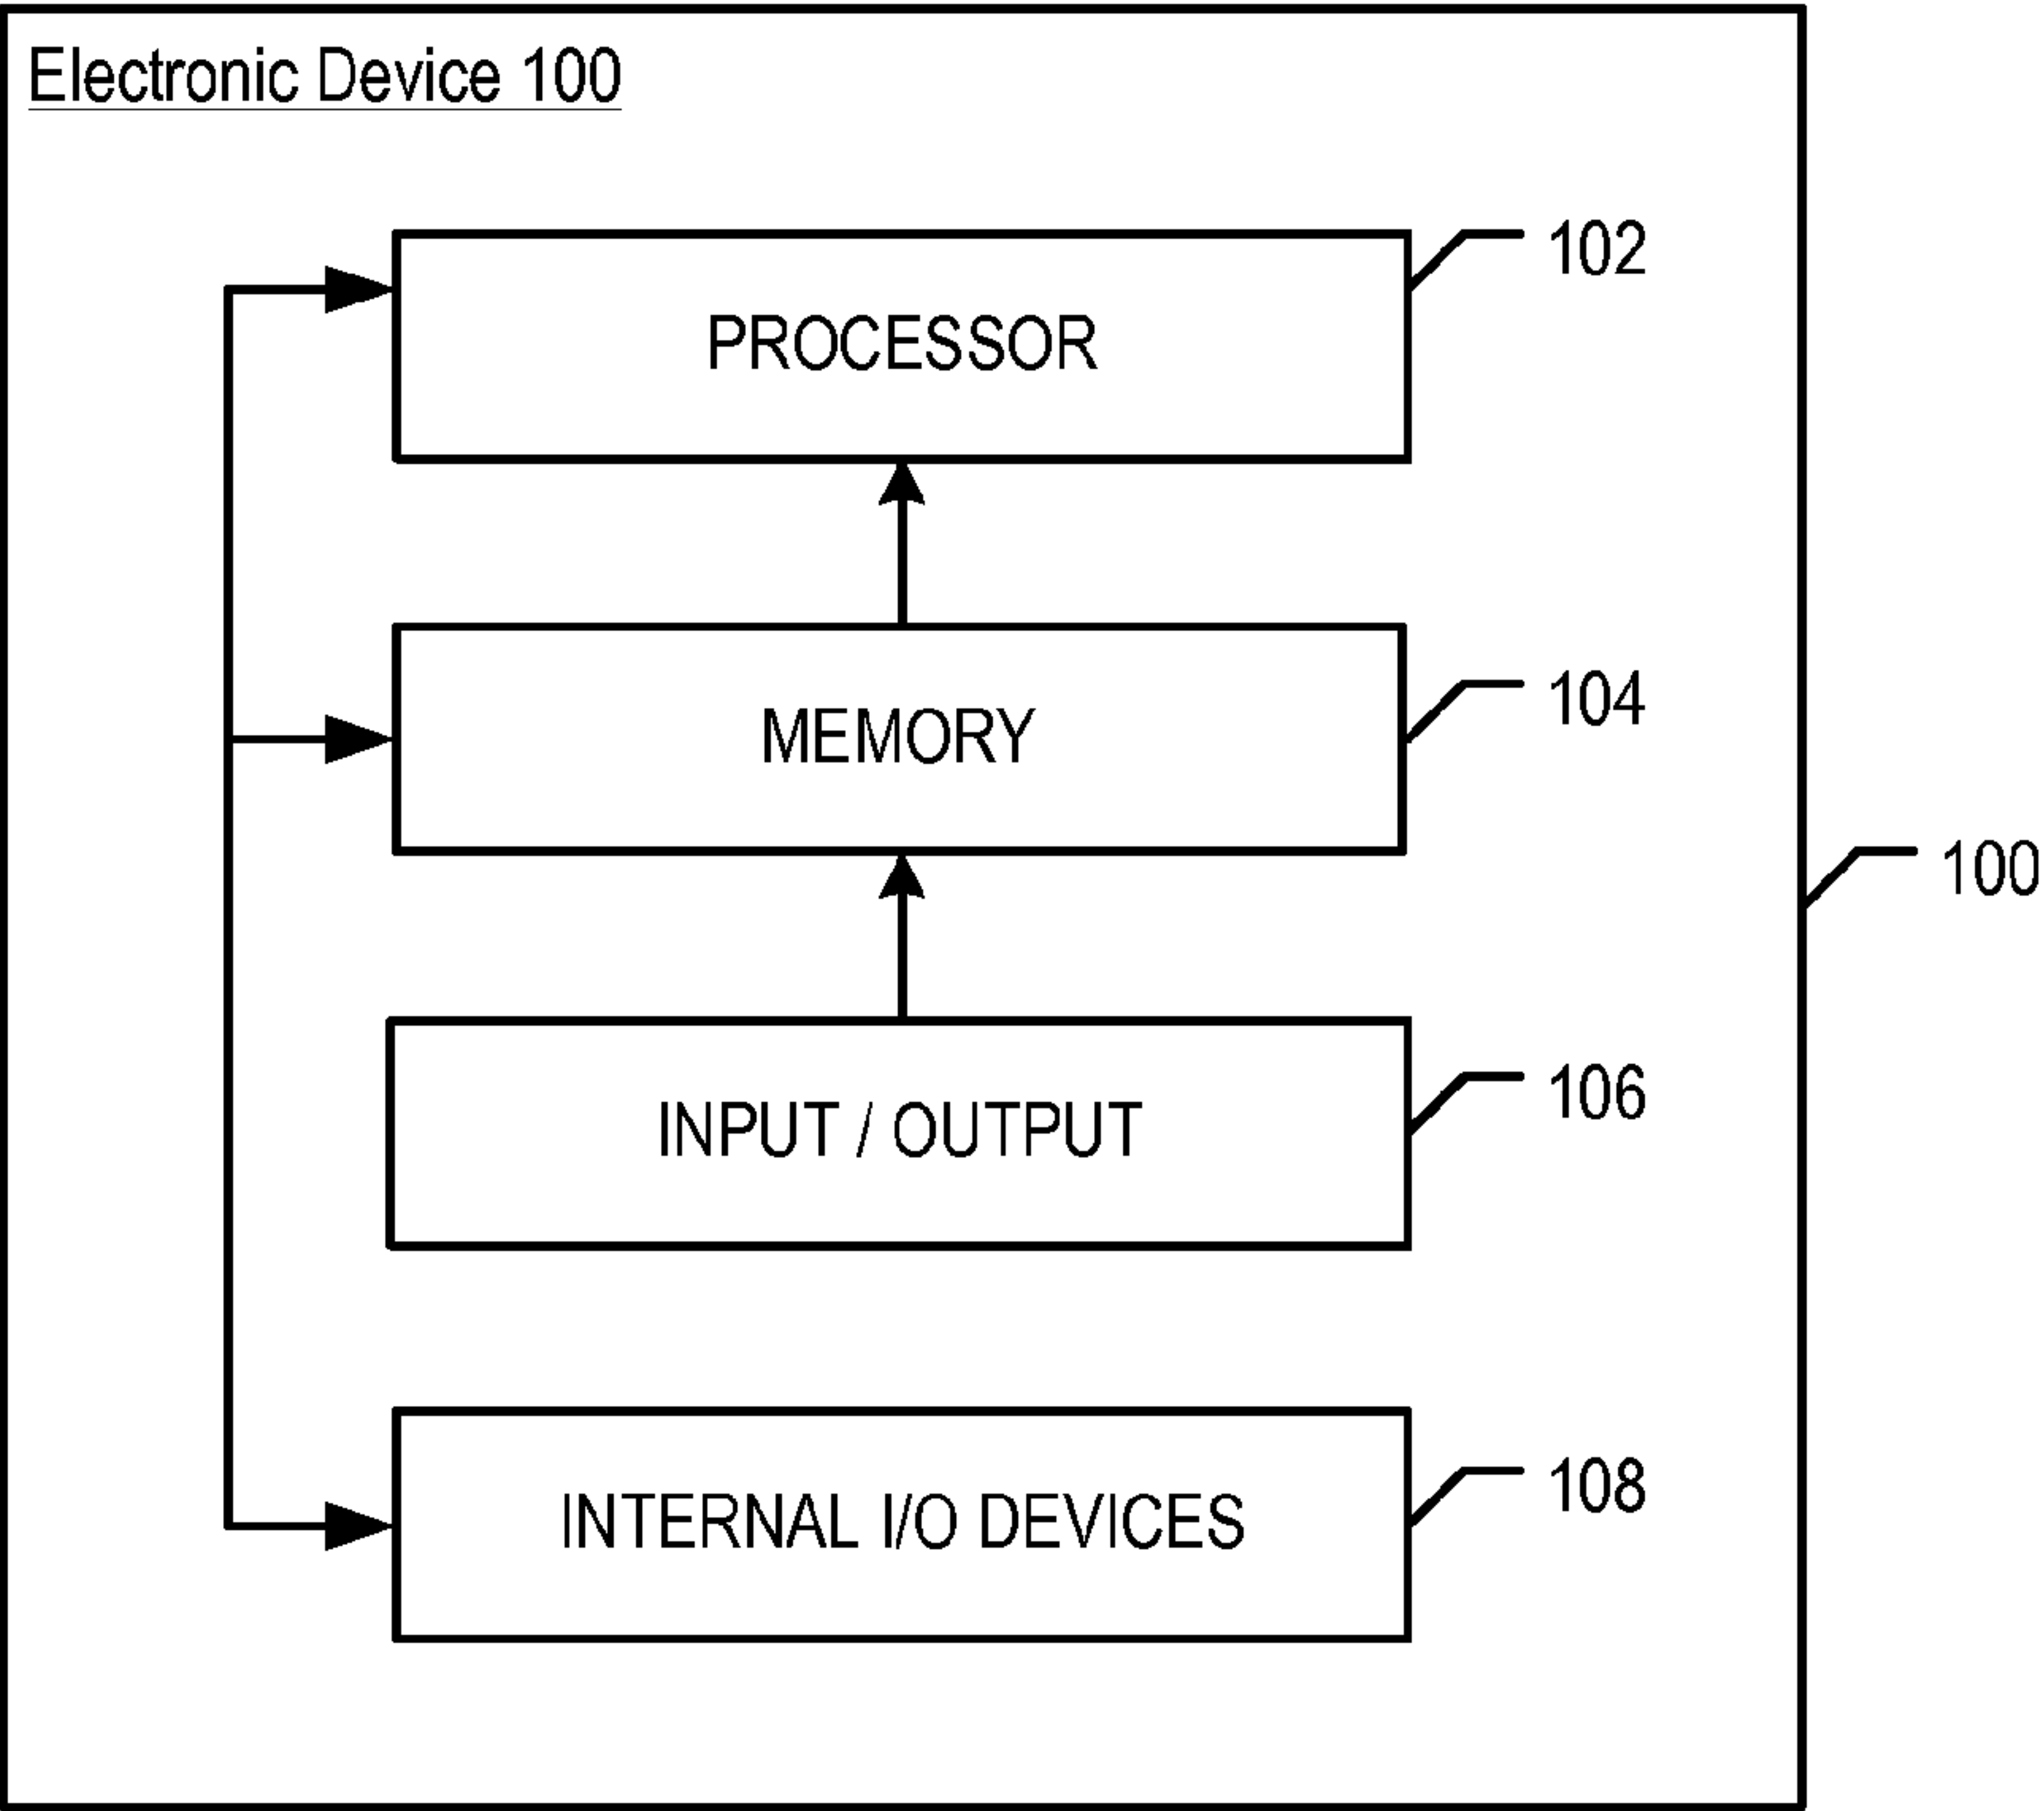 Electronic Device 100
102
PROCESSOR
104
MEMORY
100
106
INPUT / OUTPUT
108
INTERNAL I/O DEVICES